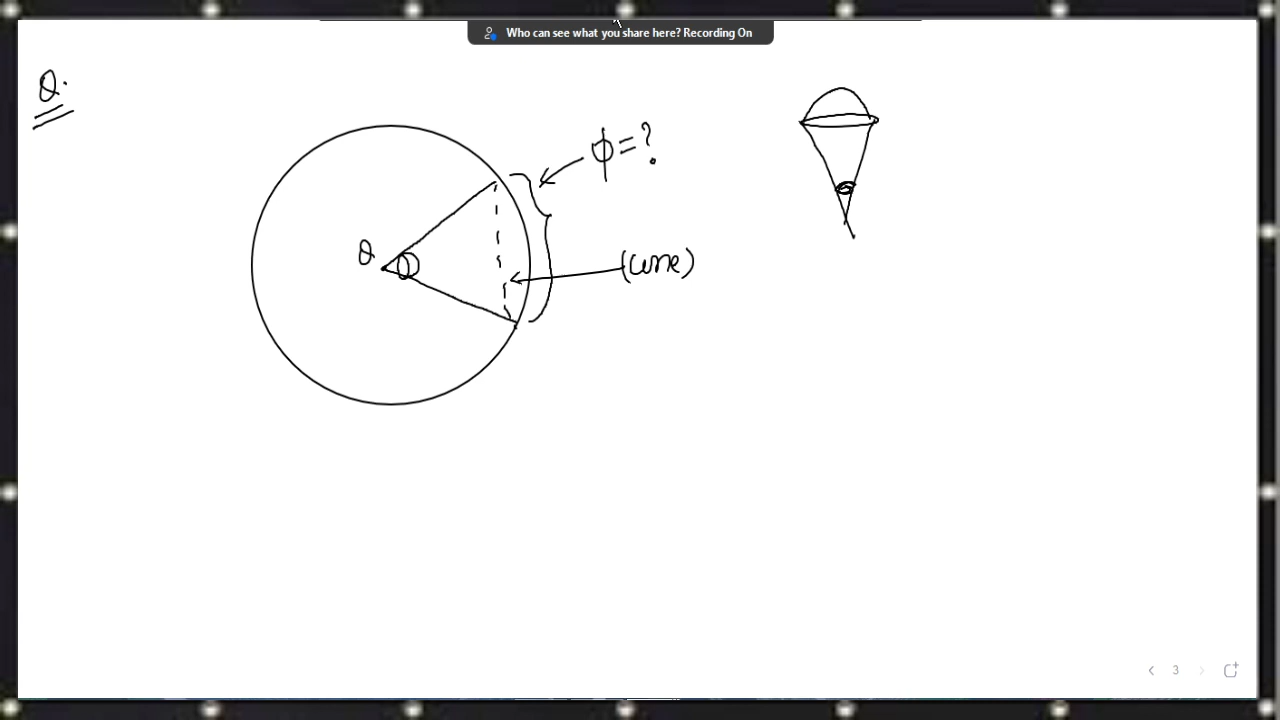 Who can see what you share here? Recording On
Q.
ϕ = ?
Q
(cone)
3